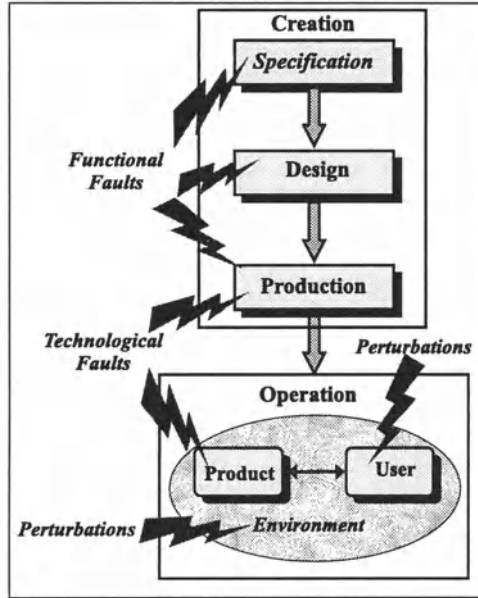 Creation
Specification
Functional
Faults
Design
Production
Technological
Faults
Perturbations
Operation
Product
User
Perturbations
Environment